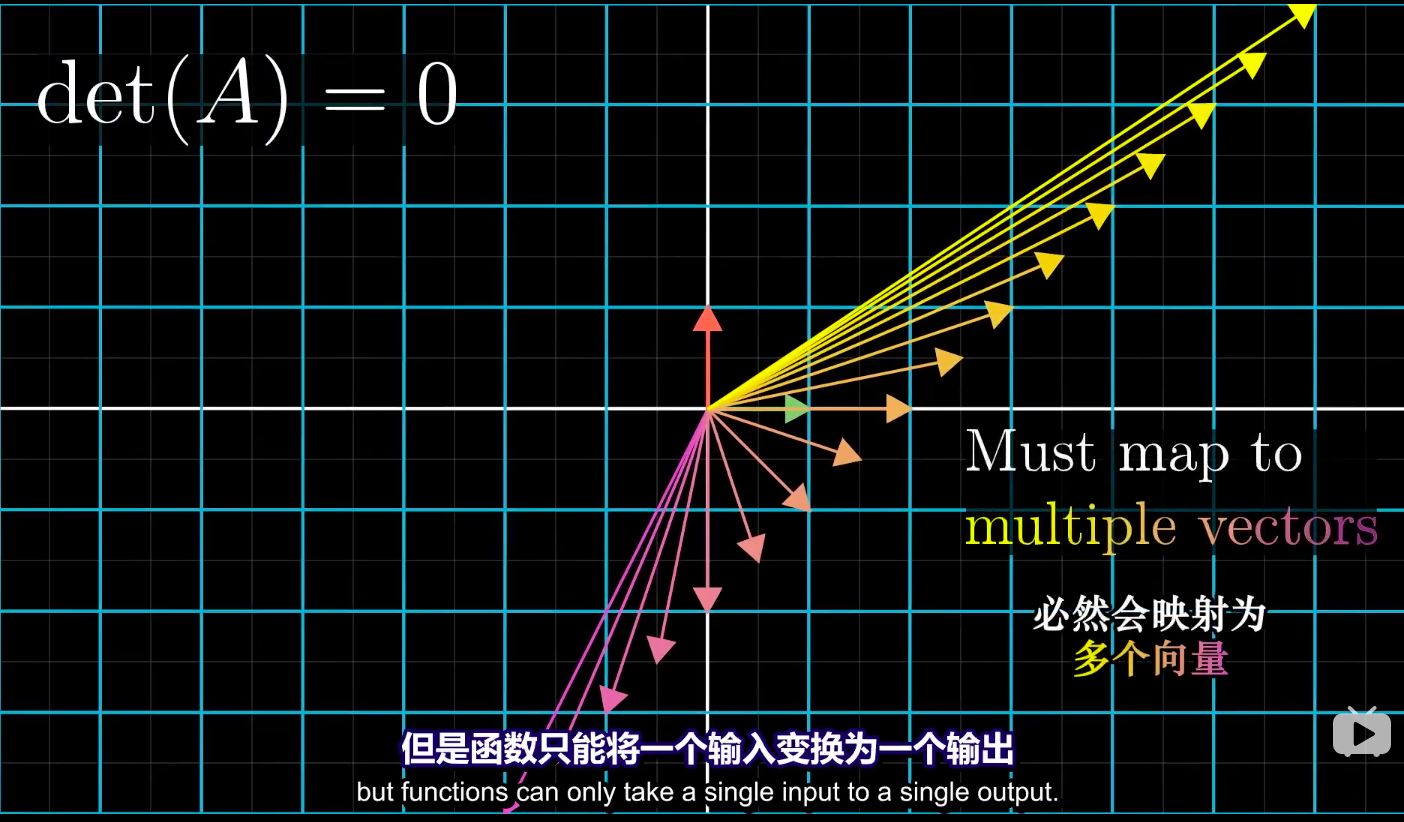 det(A) = 0
Must map to
multiple vectors
必然会映射为
多个向量
但是函数只能将一个输入变换为一个输出
but functions can only take a single input to a single output.